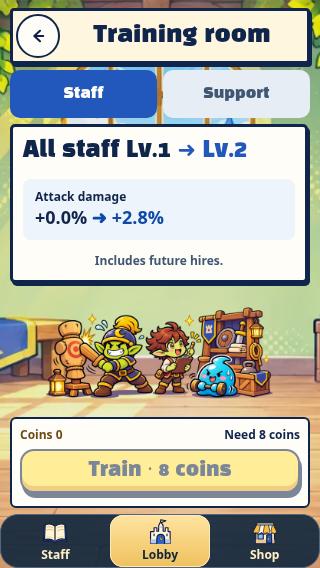 Training room
Staff
Support
All staff Lv.1 → Lv.2
Attack damage
+0.0% → +2.8%
Includes future hires.
Coins 0
Need 8 coins
Train · 8 coins
Staff
Lobby
Shop